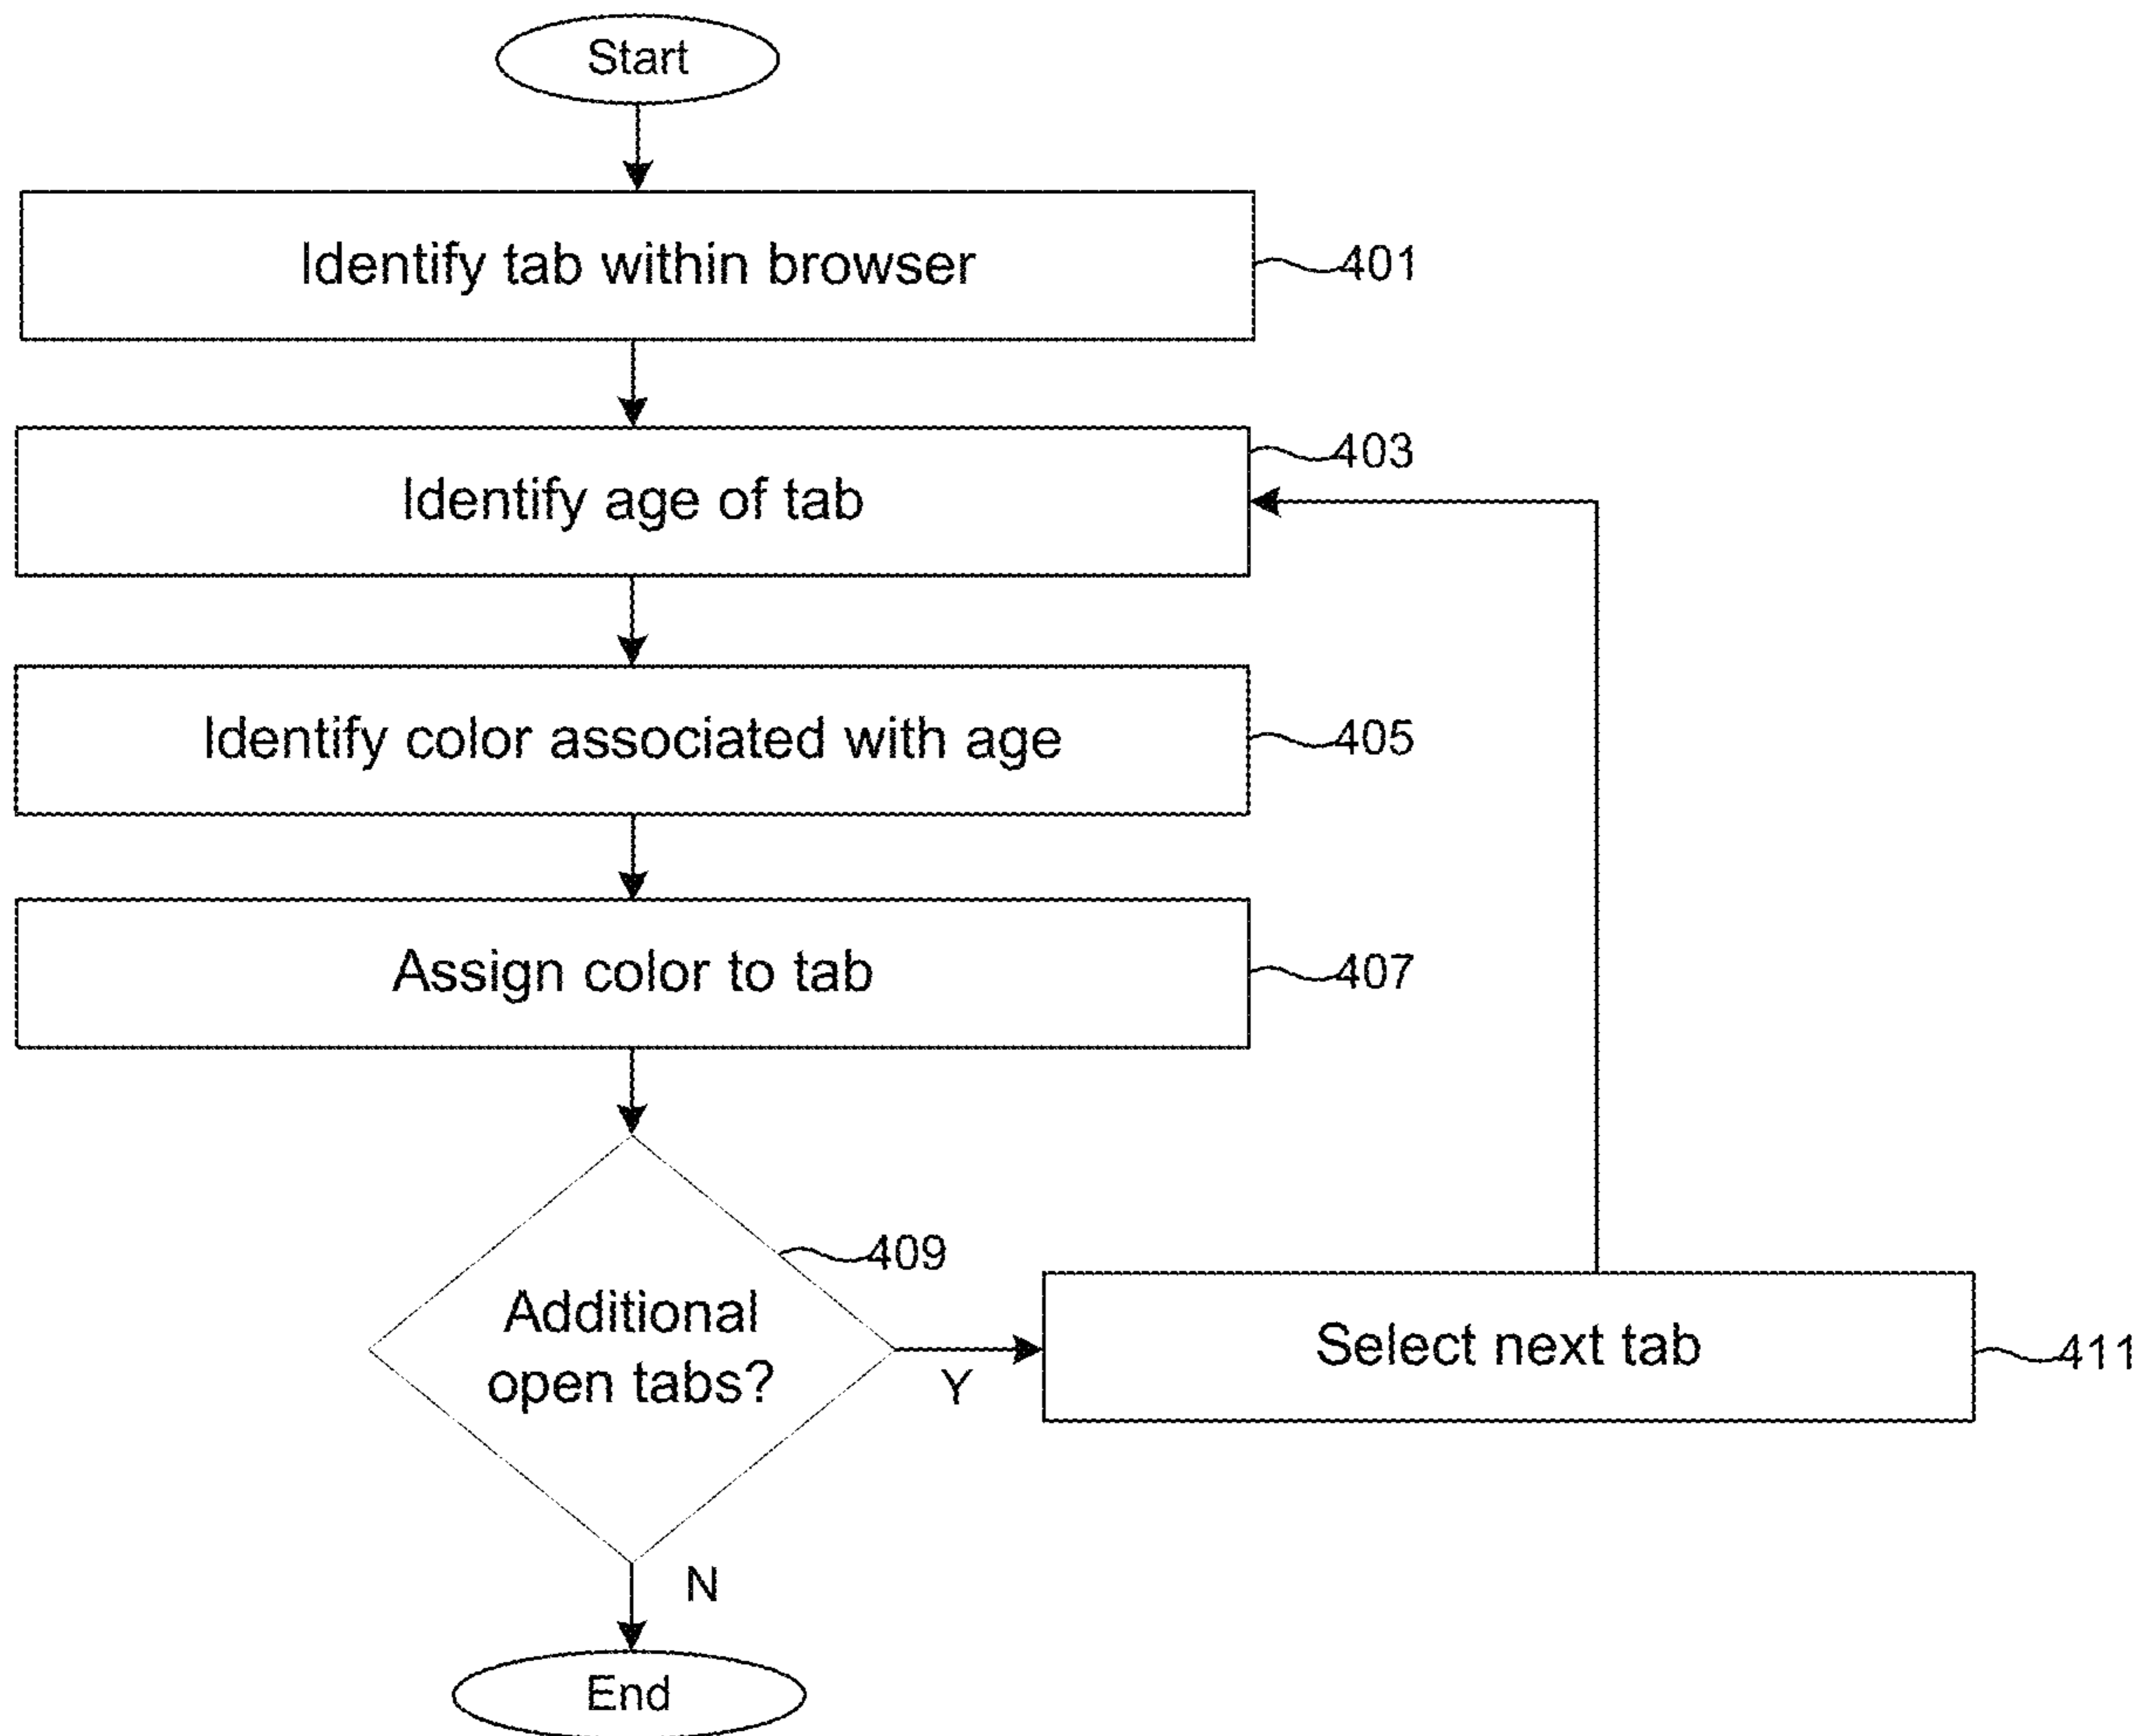 Start
Identify tab within browser
401
Identify age of tab
403
Identify color associated with age
405
Assign color to tab
407
409
Additional
open tabs?
Y
Select next tab
411
N
End